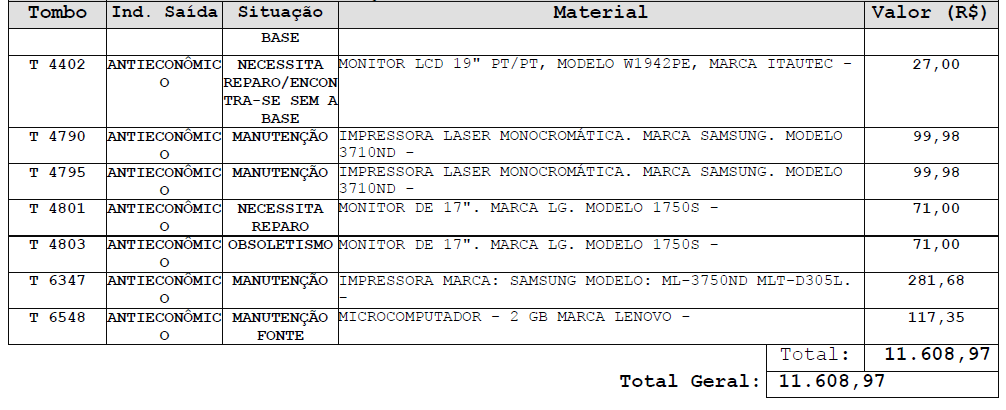 Tombo Ind. Saída Situação Material Valor (R$)
BASE
T 4402 ANTIECONÔMIC NECESSITA MONITOR LCD 19" PT/PT, MODELO W1942PE, MARCA ITAUTEC - 27,00
O REPARO/ENCON
TRA-SE SEM A
BASE
T 4790 ANTIECONÔMIC MANUTENÇÃO IMPRESSORA LASER MONOCROMÁTICA. MARCA SAMSUNG. MODELO 99,98
O 3710ND -
T 4795 ANTIECONÔMIC MANUTENÇÃO IMPRESSORA LASER MONOCROMÁTICA. MARCA SAMSUNG. MODELO 99,98
O 3710ND -
T 4801 ANTIECONÔMIC NECESSITA MONITOR DE 17". MARCA LG. MODELO 1750S - 71,00
O REPARO
T 4803 ANTIECONÔMIC OBSOLETISMO MONITOR DE 17". MARCA LG. MODELO 1750S - 71,00
O
T 6347 ANTIECONÔMIC MANUTENÇÃO IMPRESSORA MARCA: SAMSUNG MODELO: ML-3750ND MLT-D305L. 281,68
O -
T 6548 ANTIECONÔMIC MANUTENÇÃO MICROCOMPUTADOR - 2 GB MARCA LENOVO - 117,35
O FONTE
Total: 11.608,97
Total Geral: 11.608,97